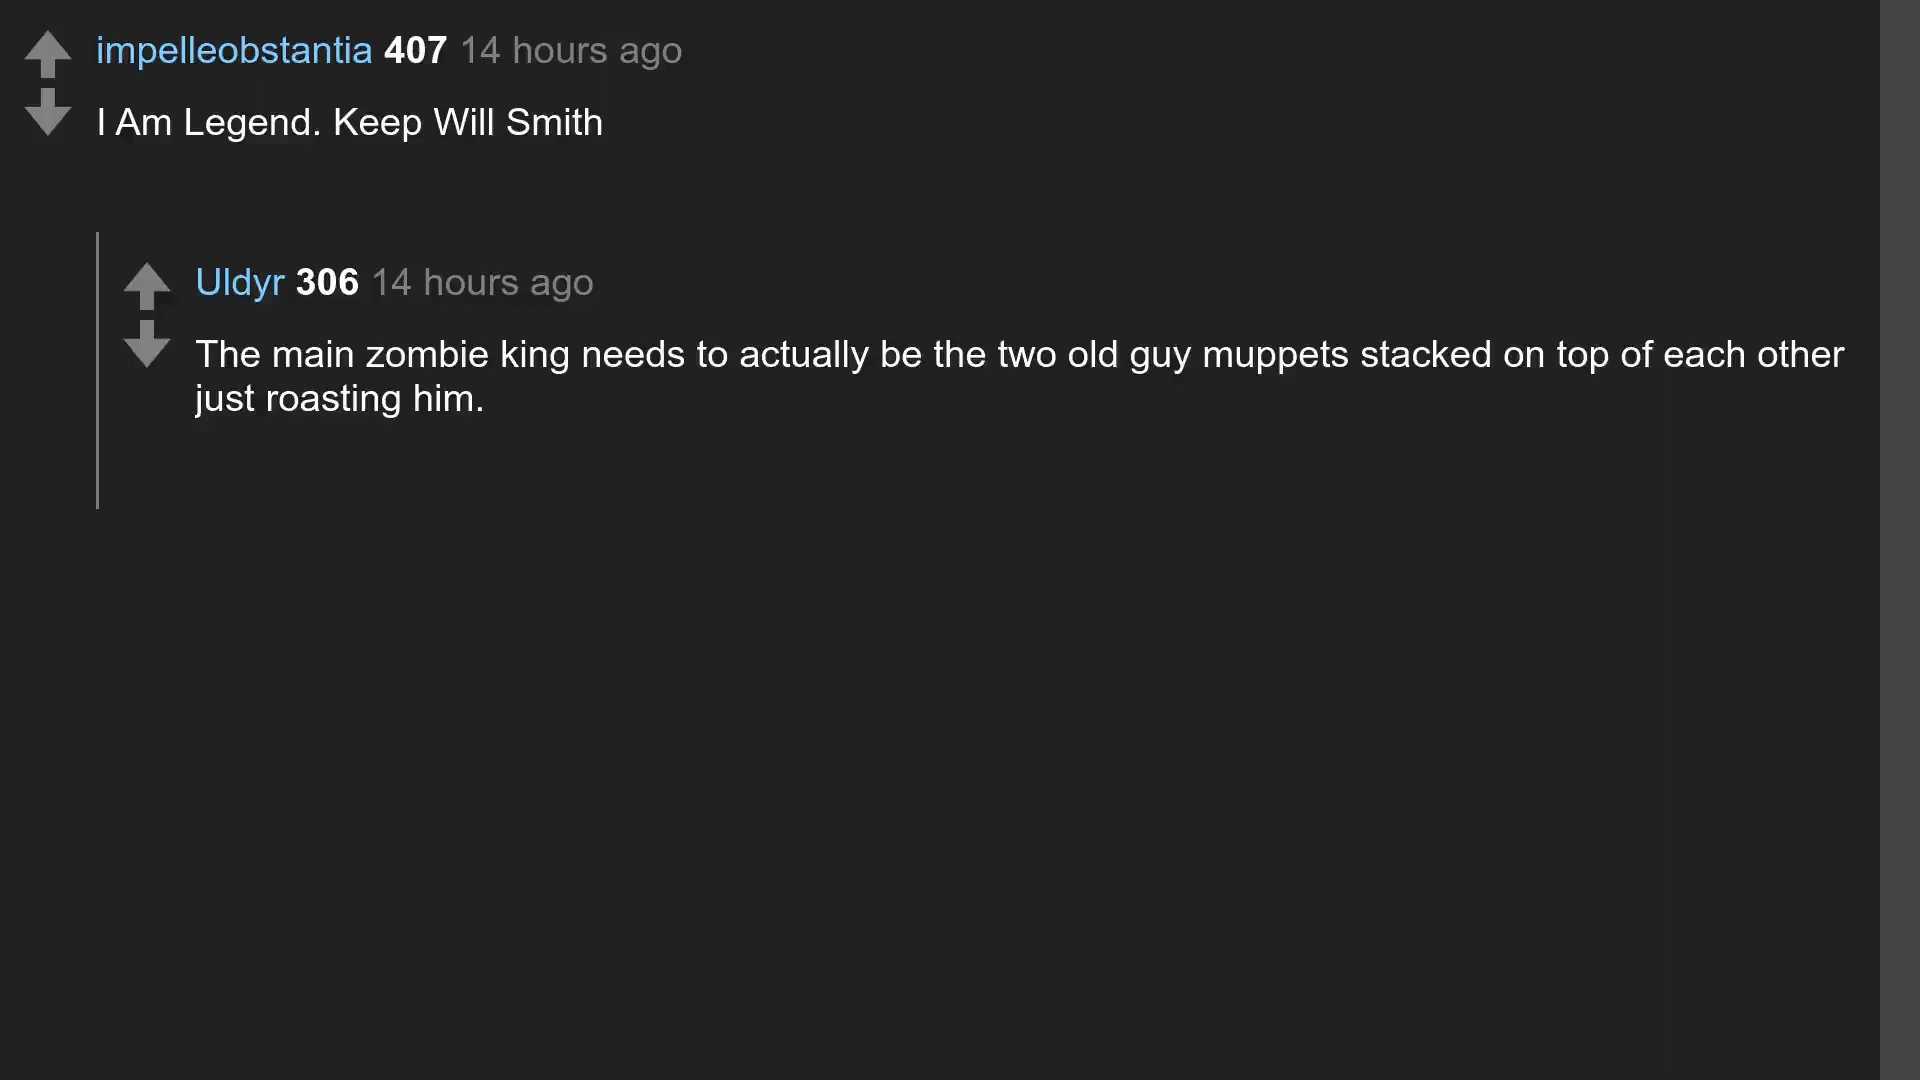 impelleobstantia 407 14 hours ago
I Am Legend. Keep Will Smith
Uldyr 306 14 hours ago
The main zombie king needs to actually be the two old guy muppets stacked on top of each other
just roasting him.